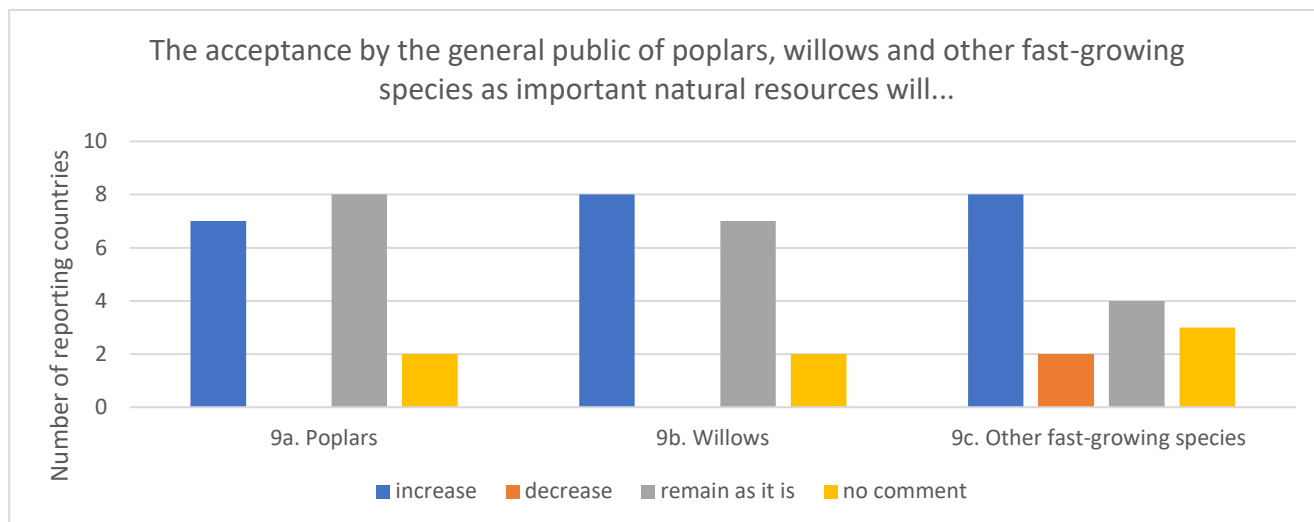 The acceptance by the general public of poplars, willows and other fast-growing
species as important natural resources will...
Number of reporting countries
10
8
6
4
2
0
9a. Poplars
9b. Willows
9c. Other fast-growing species
increase
decrease
remain as it is
no comment